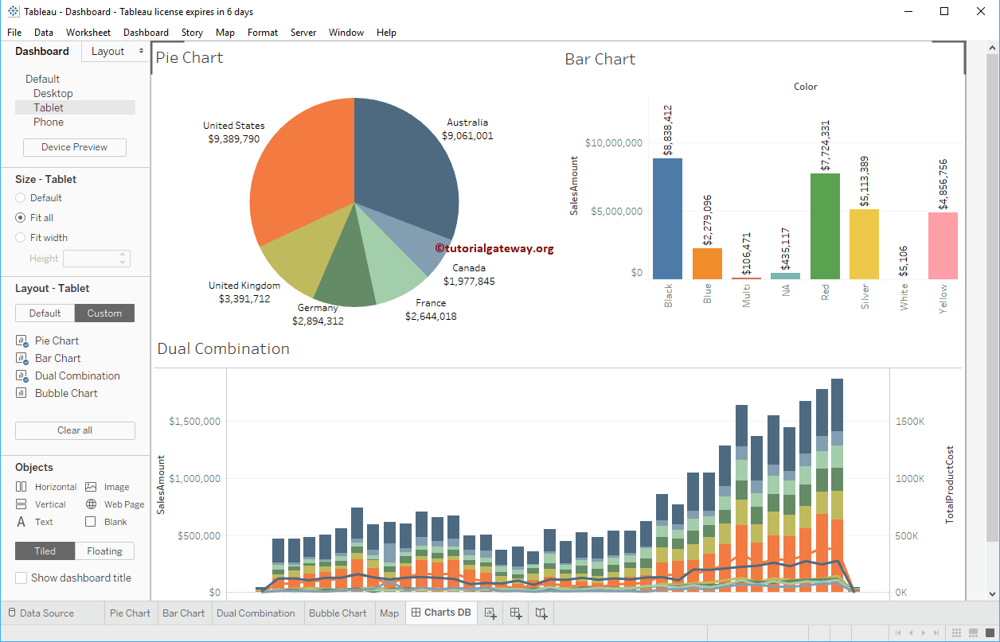 Tableau - Dashboard - Tableau license expires in 6 days
File Data Worksheet Dashboard Story Map Format Server Window Help
Dashboard Layout
Default
Desktop
Tablet
Phone
Device Preview
Size - Tablet
Default
Fit all
Fit width
Height
Layout - Tablet
Default Custom
Pie Chart
Bar Chart
Dual Combination
Bubble Chart
Clear all
Objects
Horizontal Image
Vertical Web Page
A Text Blank
Tiled Floating
Show dashboard title
Pie Chart
United States
$9,389,790
Australia
$9,061,001
©tutorialgateway.org
Canada
$1,977,845
United Kingdom
$3,391,712
France
$2,644,018
Germany
$2,894,312
Bar Chart
Color
SalesAmount
$10,000,000
$5,000,000
$0
$8,838,412
$2,279,096
$106,471
$435,117
$7,724,331
$5,113,389
$5,106
$4,856,756
Black
Blue
Multi
NA
Red
Silver
White
Yellow
Dual Combination
SalesAmount
$1,500,000
$1,000,000
$500,000
$0
1500K
1000K
500K
0K
TotalProductCost
Data Source Pie Chart Bar Chart Dual Combination Bubble Chart Map Charts DB